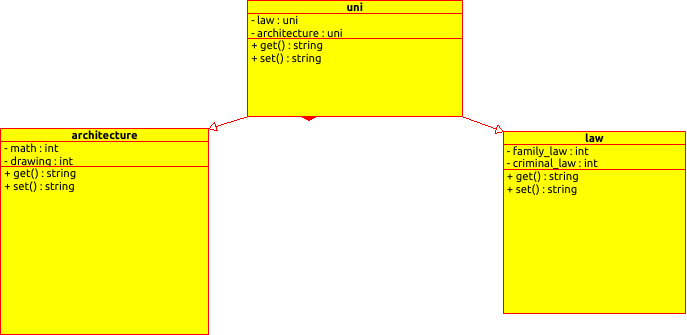 uni
- law : uni
- architecture : uni
+ get() : string
+ set() : string
architecture
- math : int
- drawing : int
+ get() : string
+ set() : string
law
- family_law : int
- criminal_law : int
+ get() : string
+ set() : string